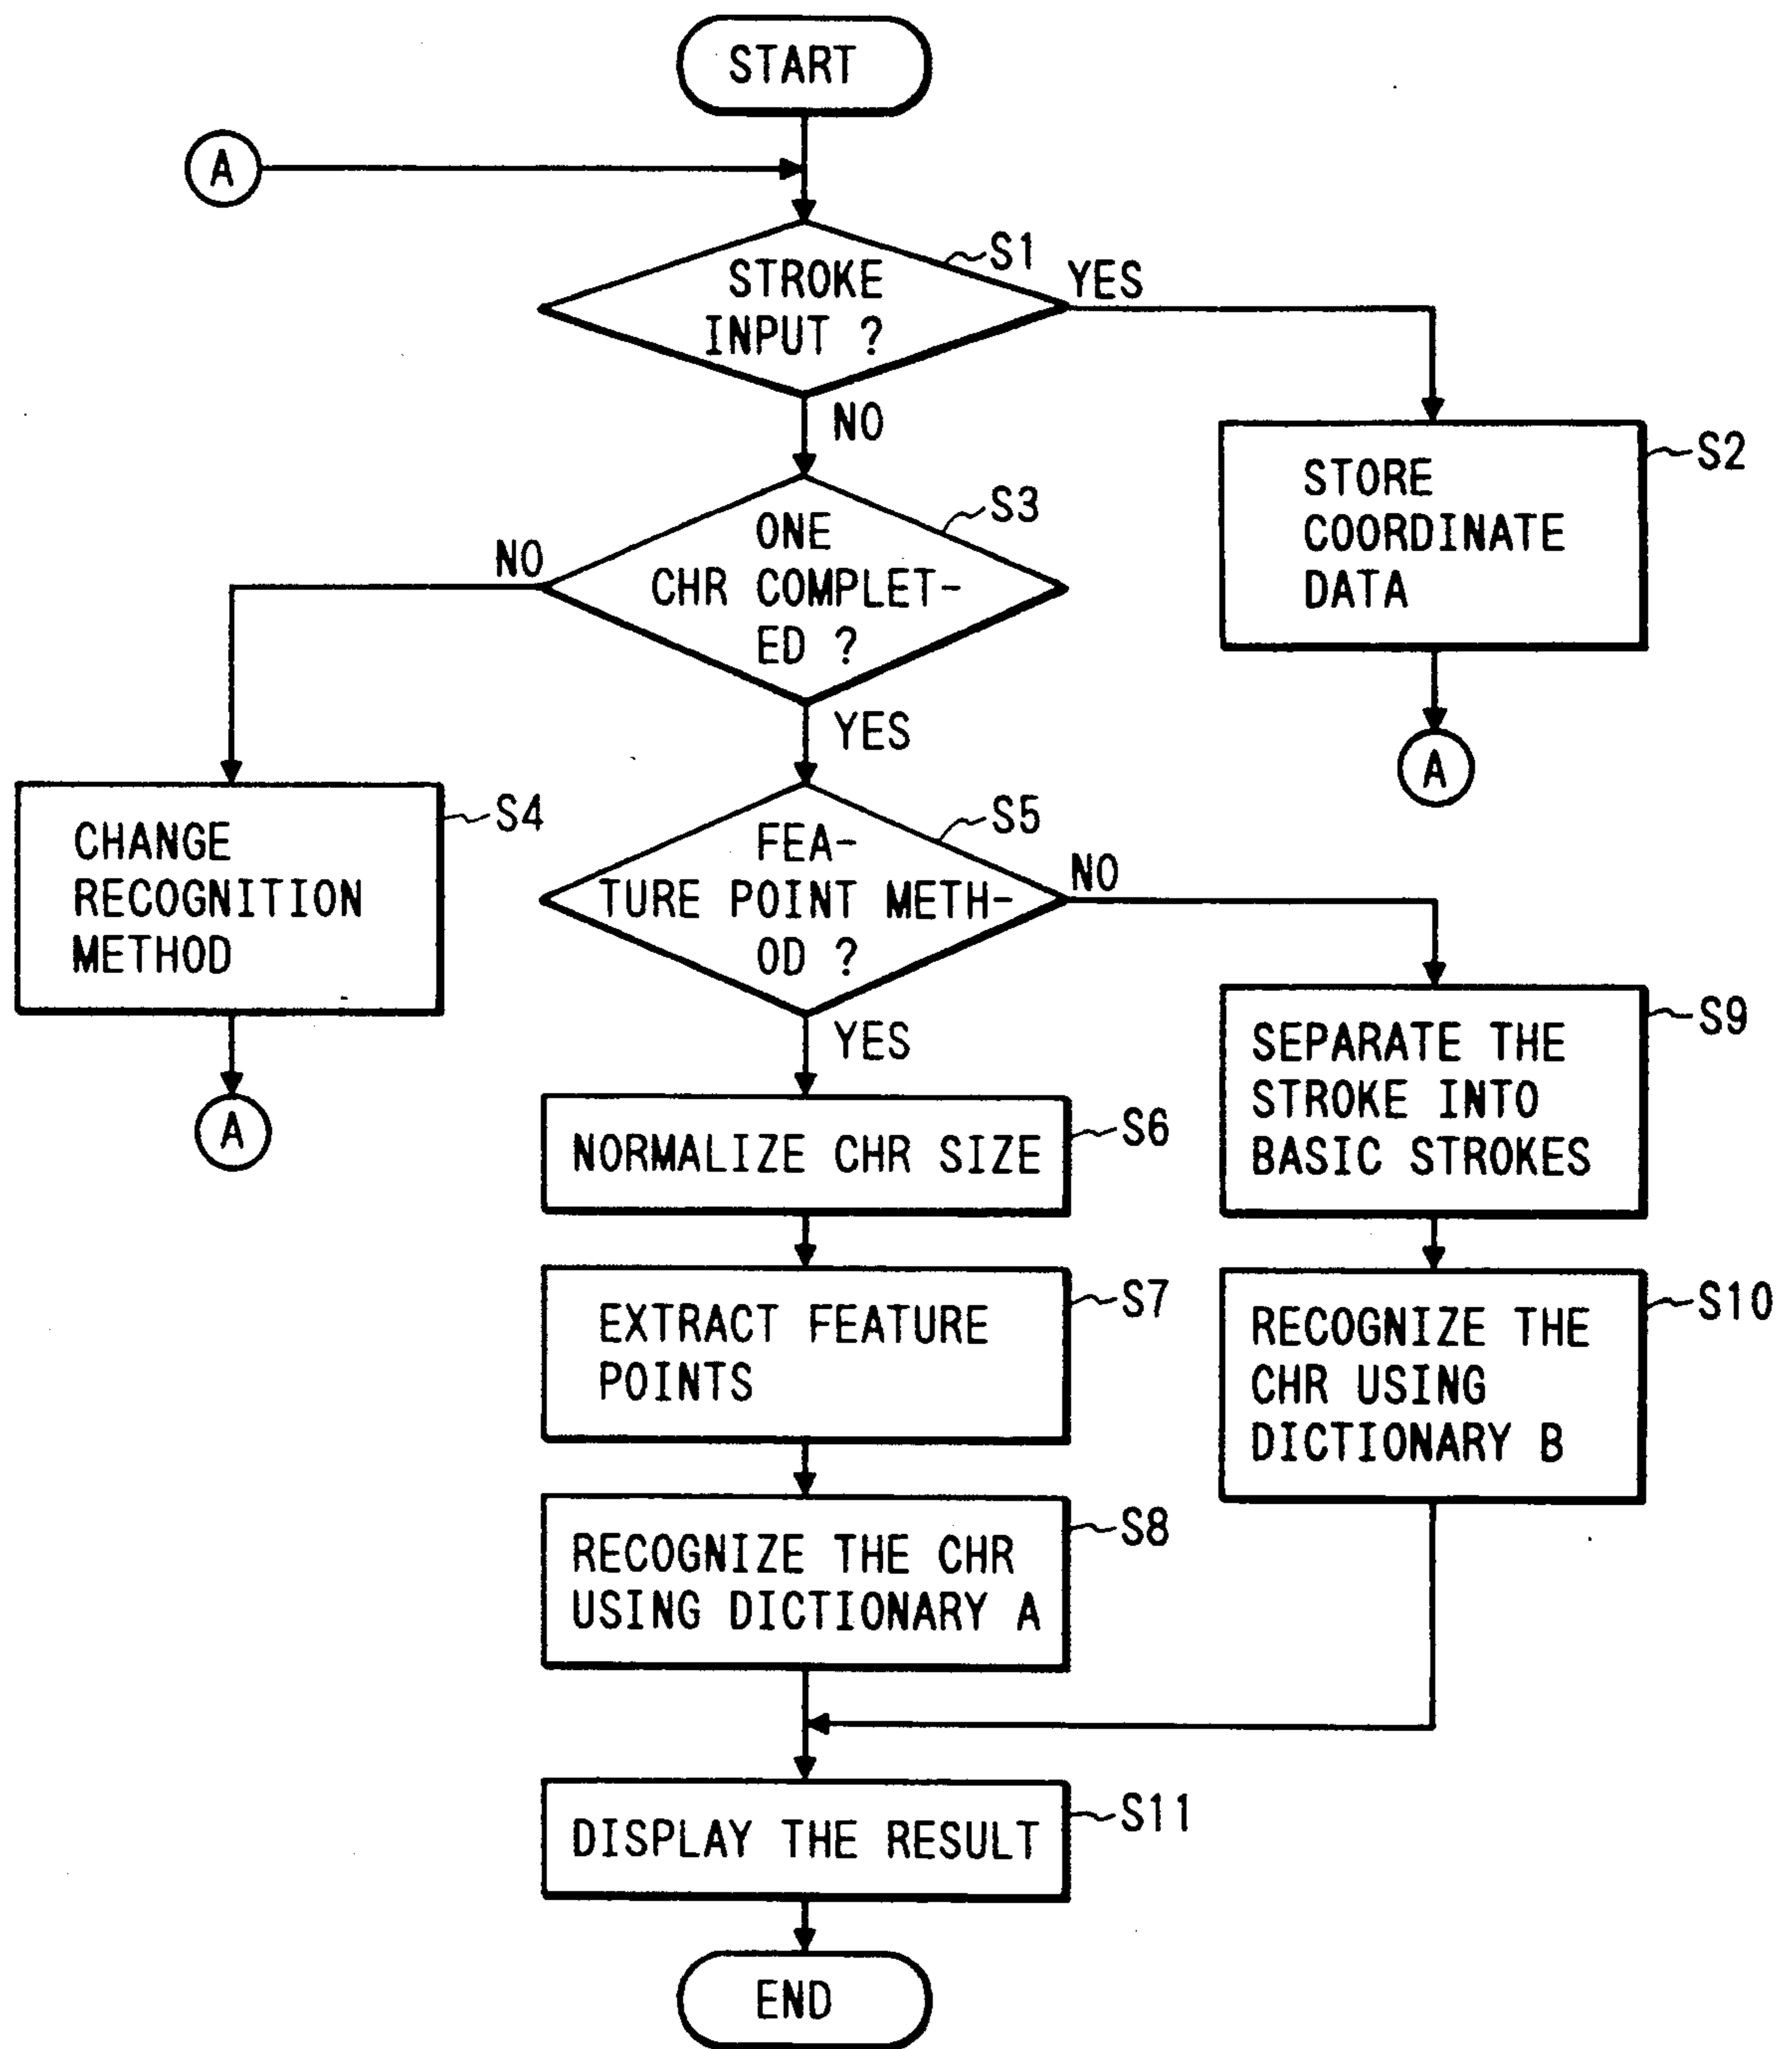 START
A
S1
STROKE
INPUT ?
YES
NO
S2
STORE
COORDINATE
DATA
A
S3
ONE
CHR COMPLET-
ED ?
NO
YES
S4
CHANGE
RECOGNITION
METHOD
A
S5
FEA-
TURE POINT METH-
OD ?
NO
YES
S6
NORMALIZE CHR SIZE
S7
EXTRACT FEATURE
POINTS
S8
RECOGNIZE THE CHR
USING DICTIONARY A
S9
SEPARATE THE
STROKE INTO
BASIC STROKES
S10
RECOGNIZE THE
CHR USING
DICTIONARY B
S11
DISPLAY THE RESULT
END